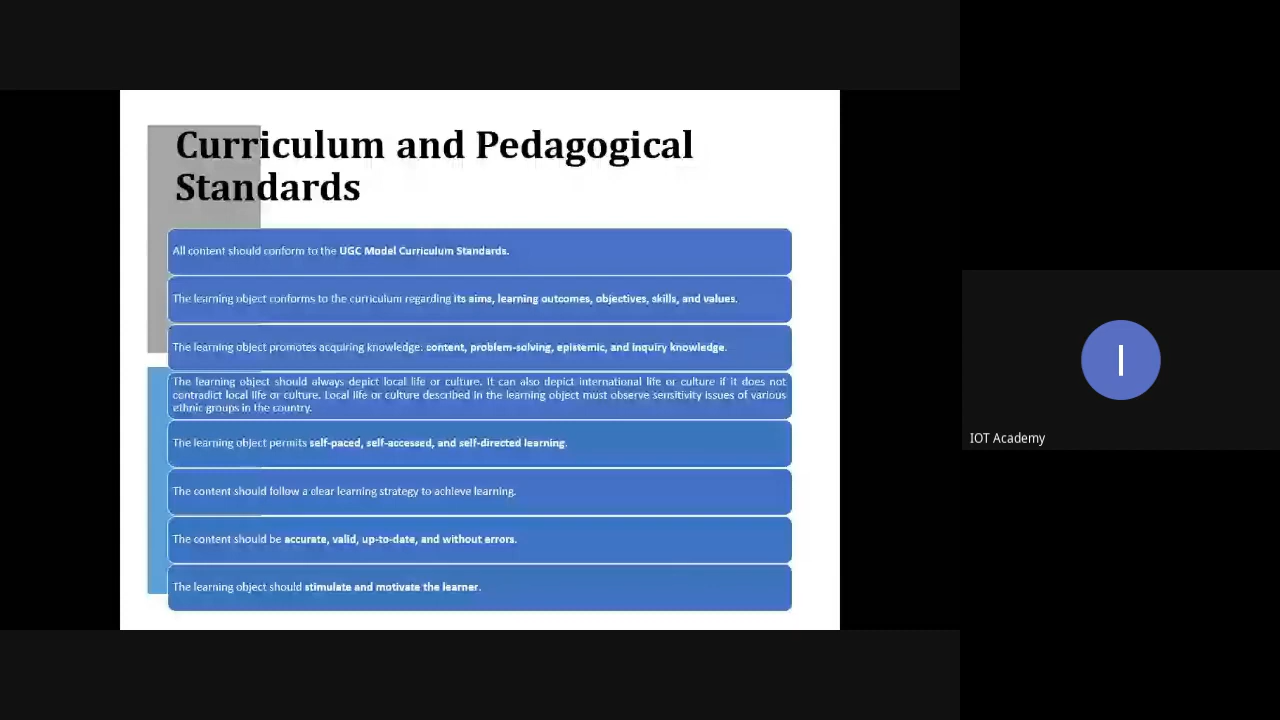 Curriculum and Pedagogical
Standards
All content should conform to the UGC Model Curriculum Standards.
The learning object conforms to the curriculum regarding its aims, learning outcomes, objectives, skills, and values.
The learning object promotes acquiring knowledge: content, problem-solving, epistemic, and inquiry knowledge.
The learning object should always depict local life or culture. It can also depict international life or culture if it does not
contradict local life or culture. Local life or culture described in the learning object must observe sensitivity issues of various
ethnic groups in the country.
The learning object permits self-paced, self-accessed, and self-directed learning.
The content should follow a clear learning strategy to achieve learning.
The content should be accurate, valid, up-to-date, and without errors.
The learning object should stimulate and motivate the learner.
I
IOT Academy